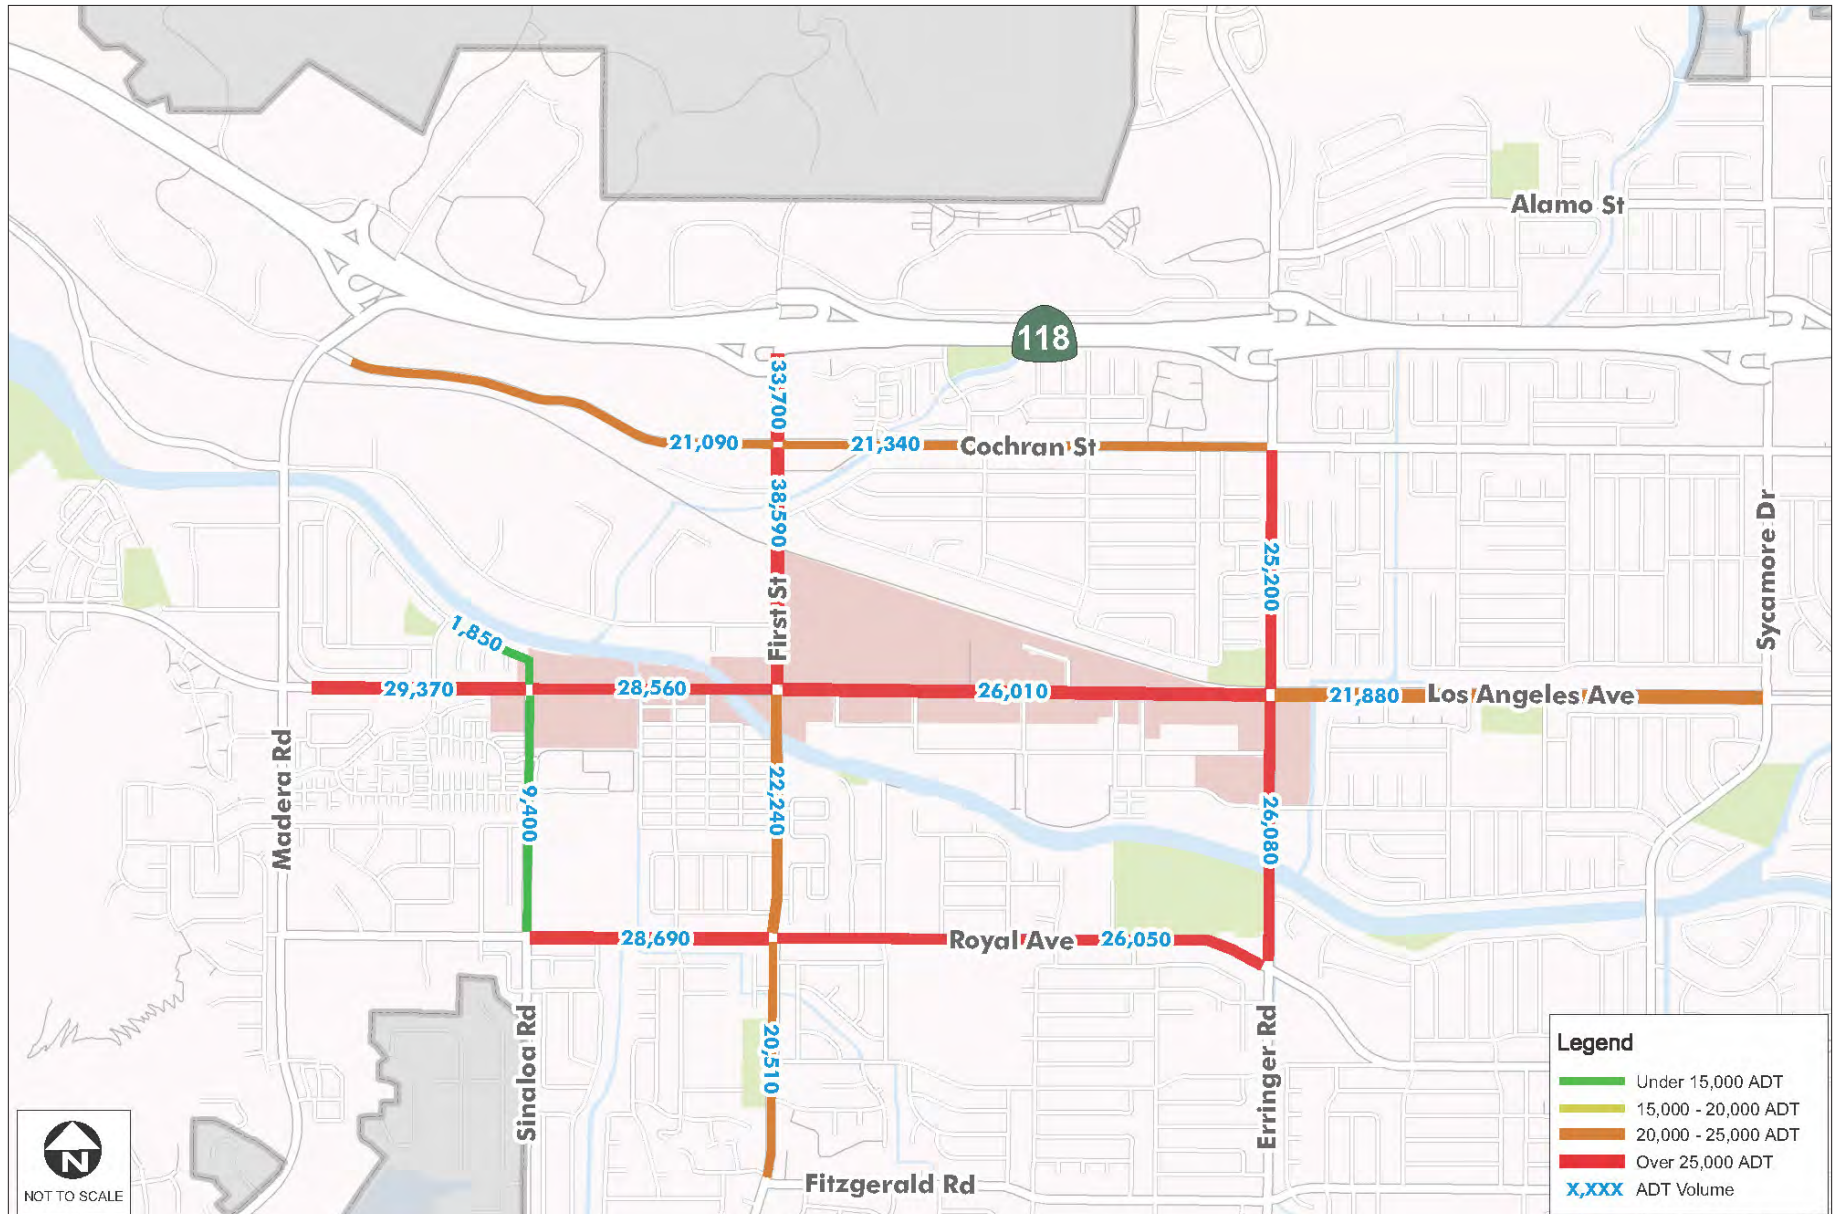 Alamo St
118
33,700
21,090
21,340
Cochran St
38,590
25,200
Sycamore Dr
First St
1,850
29,370
28,560
26,010
21,880
Los Angeles Ave
Madera Rd
9,400
22,240
26,080
28,690
Royal Ave
26,050
Sinaloa Rd
20,510
Erringer Rd
Fitzgerald Rd
N
NOT TO SCALE
Legend
Under 15,000 ADT
15,000 - 20,000 ADT
20,000 - 25,000 ADT
Over 25,000 ADT
X,XXX ADT Volume